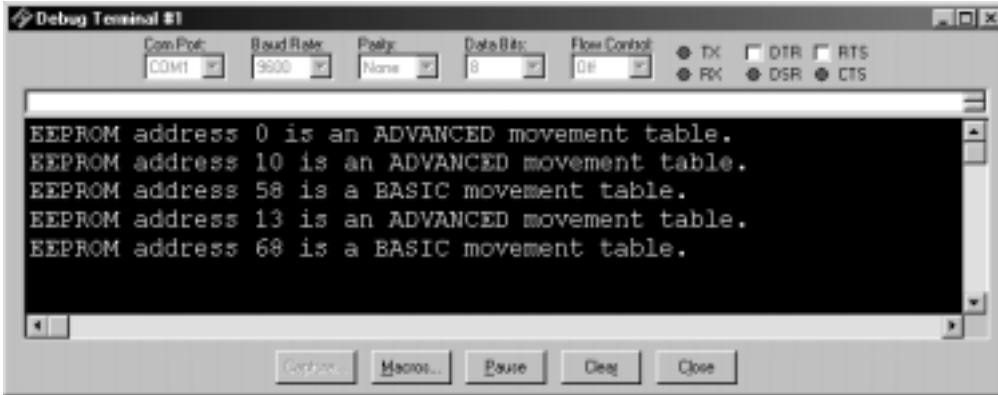 Debug Terminal #1
Com Port: Baud Rate: Parity: Data Bits: Flow Control: TX DTR RTS
COM1 9600 None 8 Off RX DSR CTS
EEPROM address 0 is an ADVANCED movement table.
EEPROM address 10 is an ADVANCED movement table.
EEPROM address 58 is a BASIC movement table.
EEPROM address 13 is an ADVANCED movement table.
EEPROM address 68 is a BASIC movement table.
Capture... Macros... Pause Clear Close